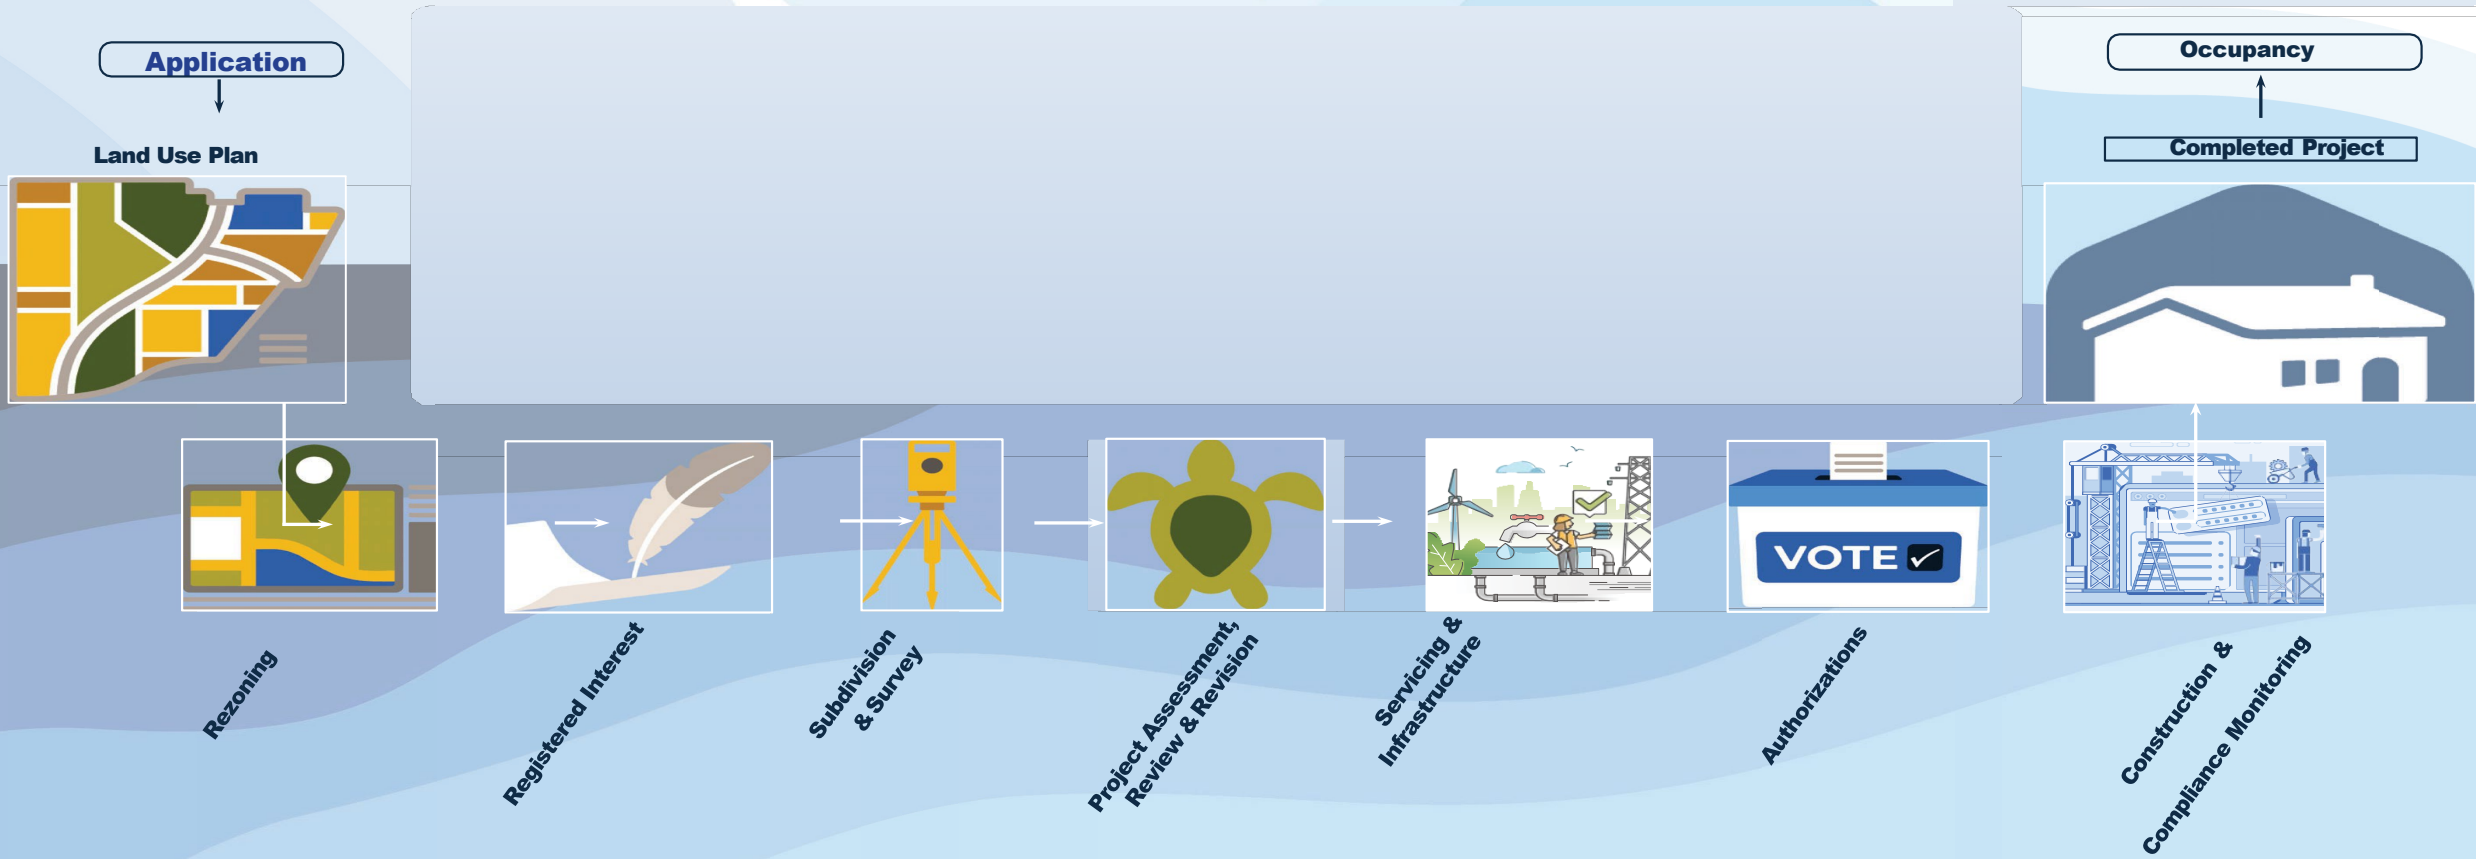 Application
Occupancy
Land Use Plan
Completed Project
VOTE
Rezoning
Registered Interest
Subdivision
& Survey
Project Assessment,
Review & Revision
Servicing &
Infrastructure
Authorizations
Construction &
Compliance Monitoring